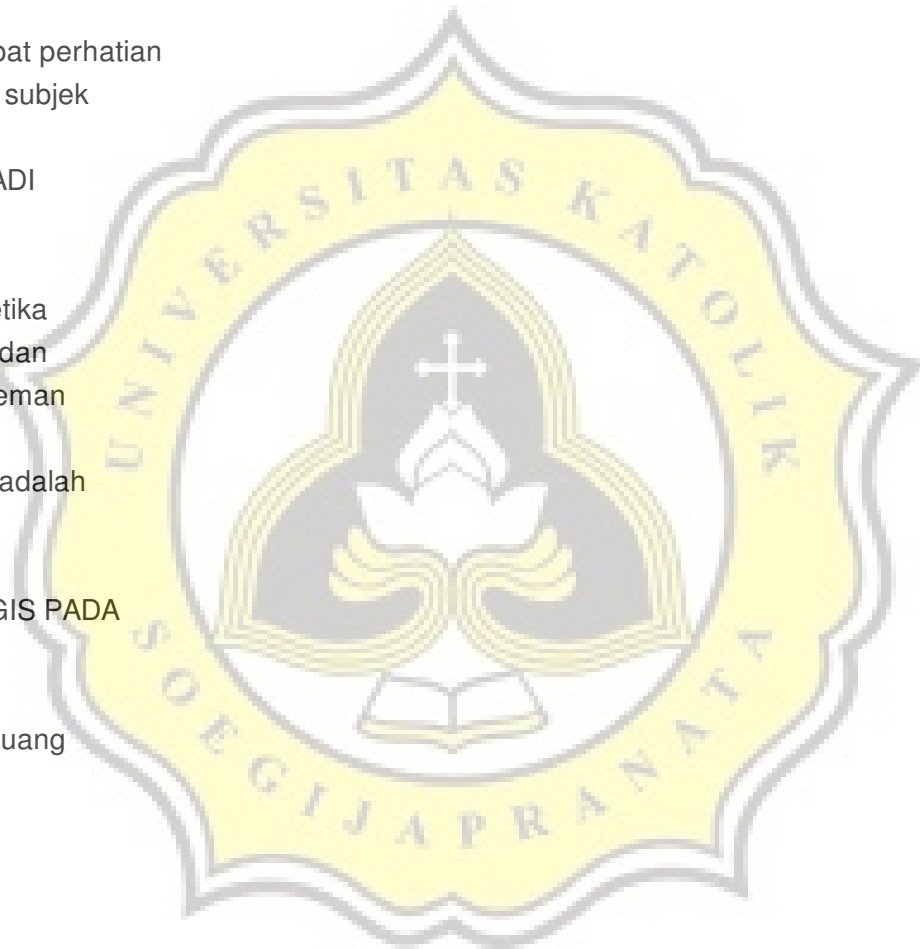 pat perhatian
subjek
ADI
etika
dan
eman
adalah
GIS PADA
uang
UNIVERSITAS KATOLIK
SOEGIJAPRANATA